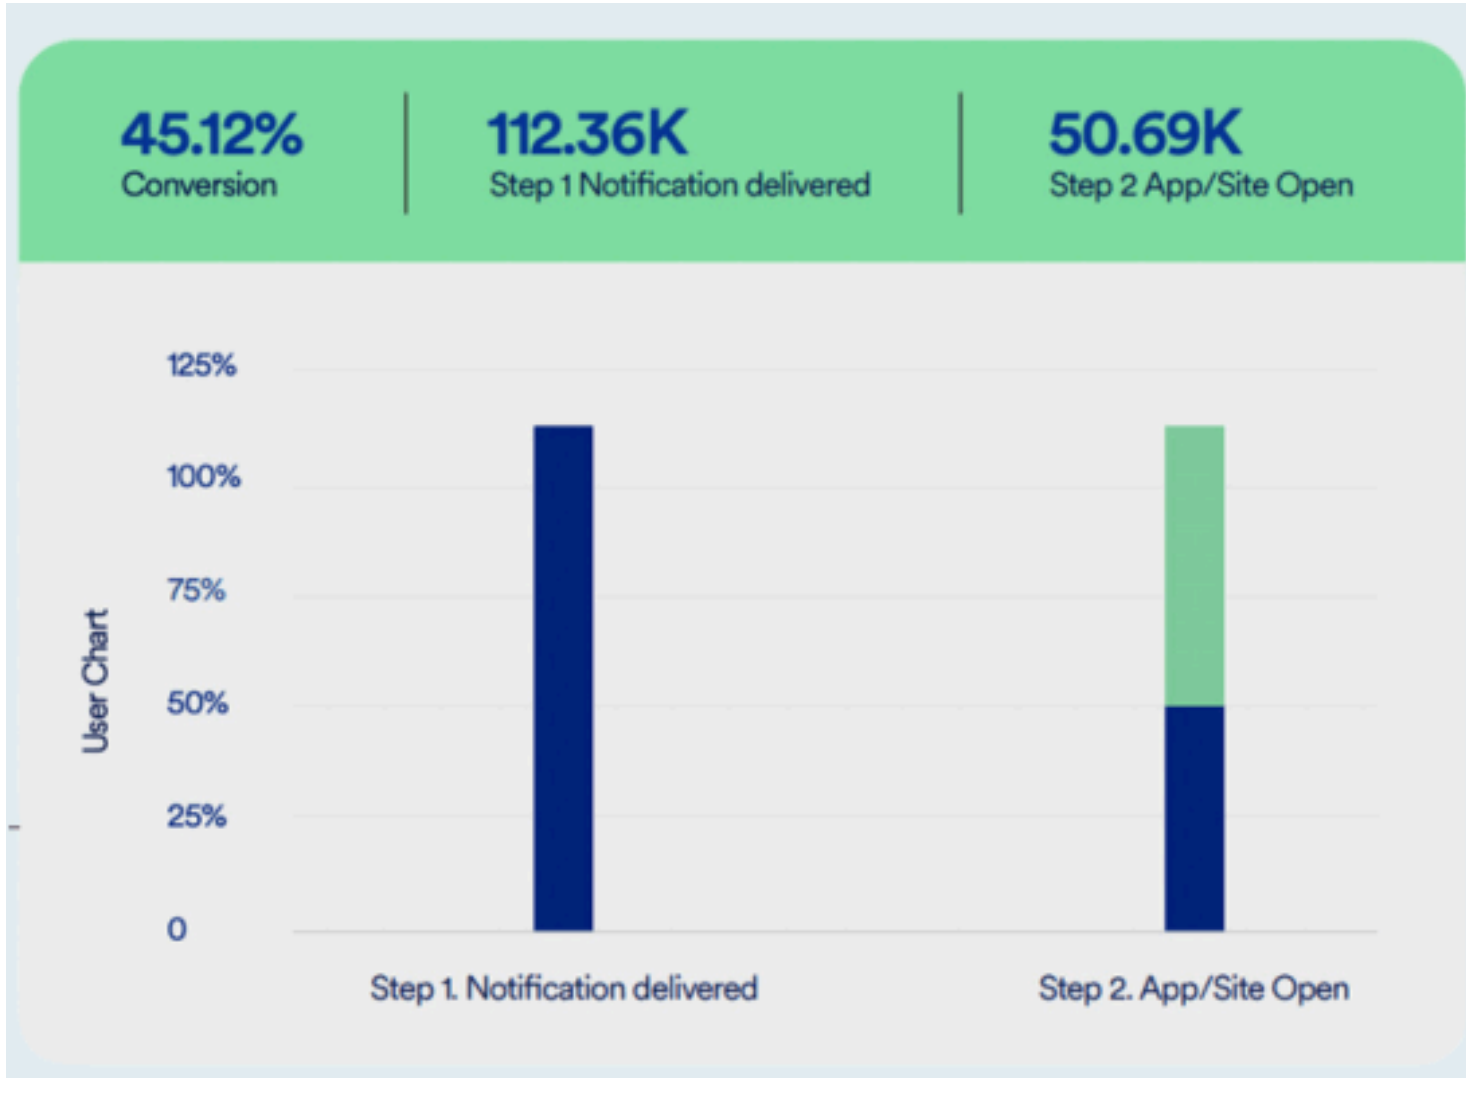 45.12%
Conversion
112.36K
Step 1 Notification delivered
50.69K
Step 2 App/Site Open
125%
100%
75%
50%
25%
0
User Chart
Step 1. Notification delivered
Step 2. App/Site Open